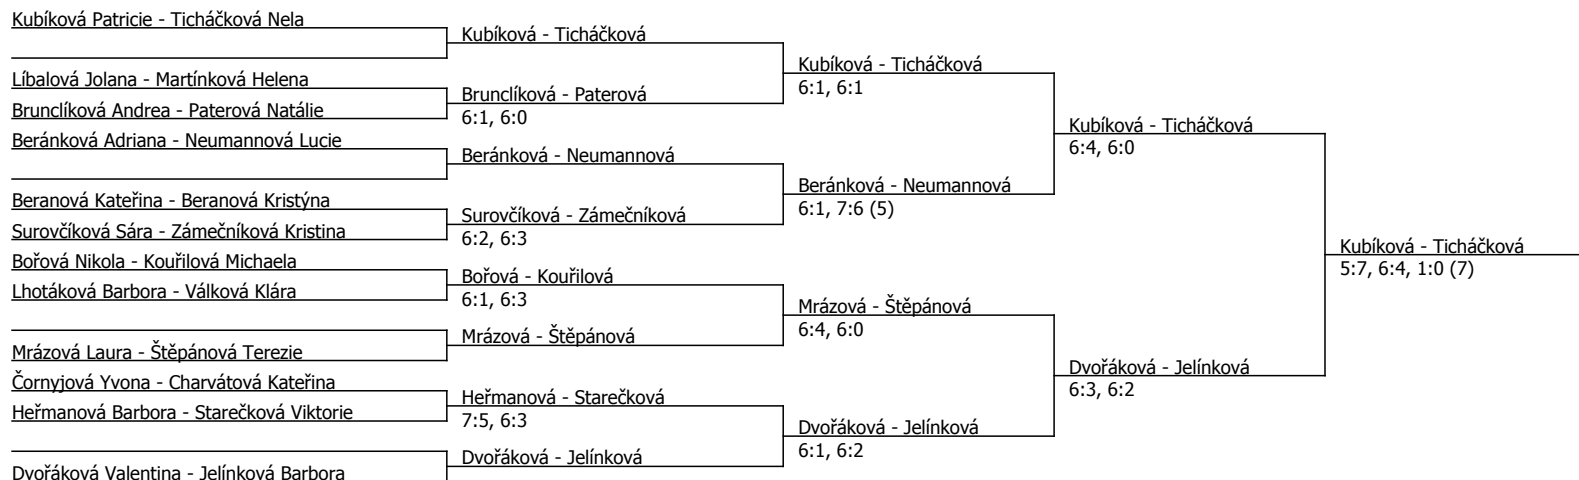 Kubíková Patricie - Ticháčková Nela
Líbalová Jolana - Martínková Helena
Brunclíková Andrea - Paterová Natálie
Beránková Adriana - Neumannová Lucie
Beranová Kateřina - Beranová Kristýna
Surovčíková Sára - Zámečníková Kristina
Bořová Nikola - Kouřilová Michaela
Lhotáková Barbora - Válková Klára
Mrázová Laura - Štěpánová Terezie
Čornyjová Yvona - Charvátová Kateřina
Heřmanová Barbora - Starečková Viktorie
Dvořáková Valentina - Jelínková Barbora
Kubíková - Ticháčková
Brunclíková - Paterová
6:1, 6:0
Beránková - Neumannová
Surovčíková - Zámečníková
6:2, 6:3
Bořová - Kouřilová
6:1, 6:3
Mrázová - Štěpánová
Heřmanová - Starečková
7:5, 6:3
Dvořáková - Jelínková
Kubíková - Ticháčková
6:1, 6:1
Beránková - Neumannová
6:1, 7:6 (5)
Mrázová - Štěpánová
6:4, 6:0
Dvořáková - Jelínková
6:1, 6:2
Kubíková - Ticháčková
6:4, 6:0
Dvořáková - Jelínková
6:3, 6:2
Kubíková - Ticháčková
5:7, 6:4, 1:0 (7)